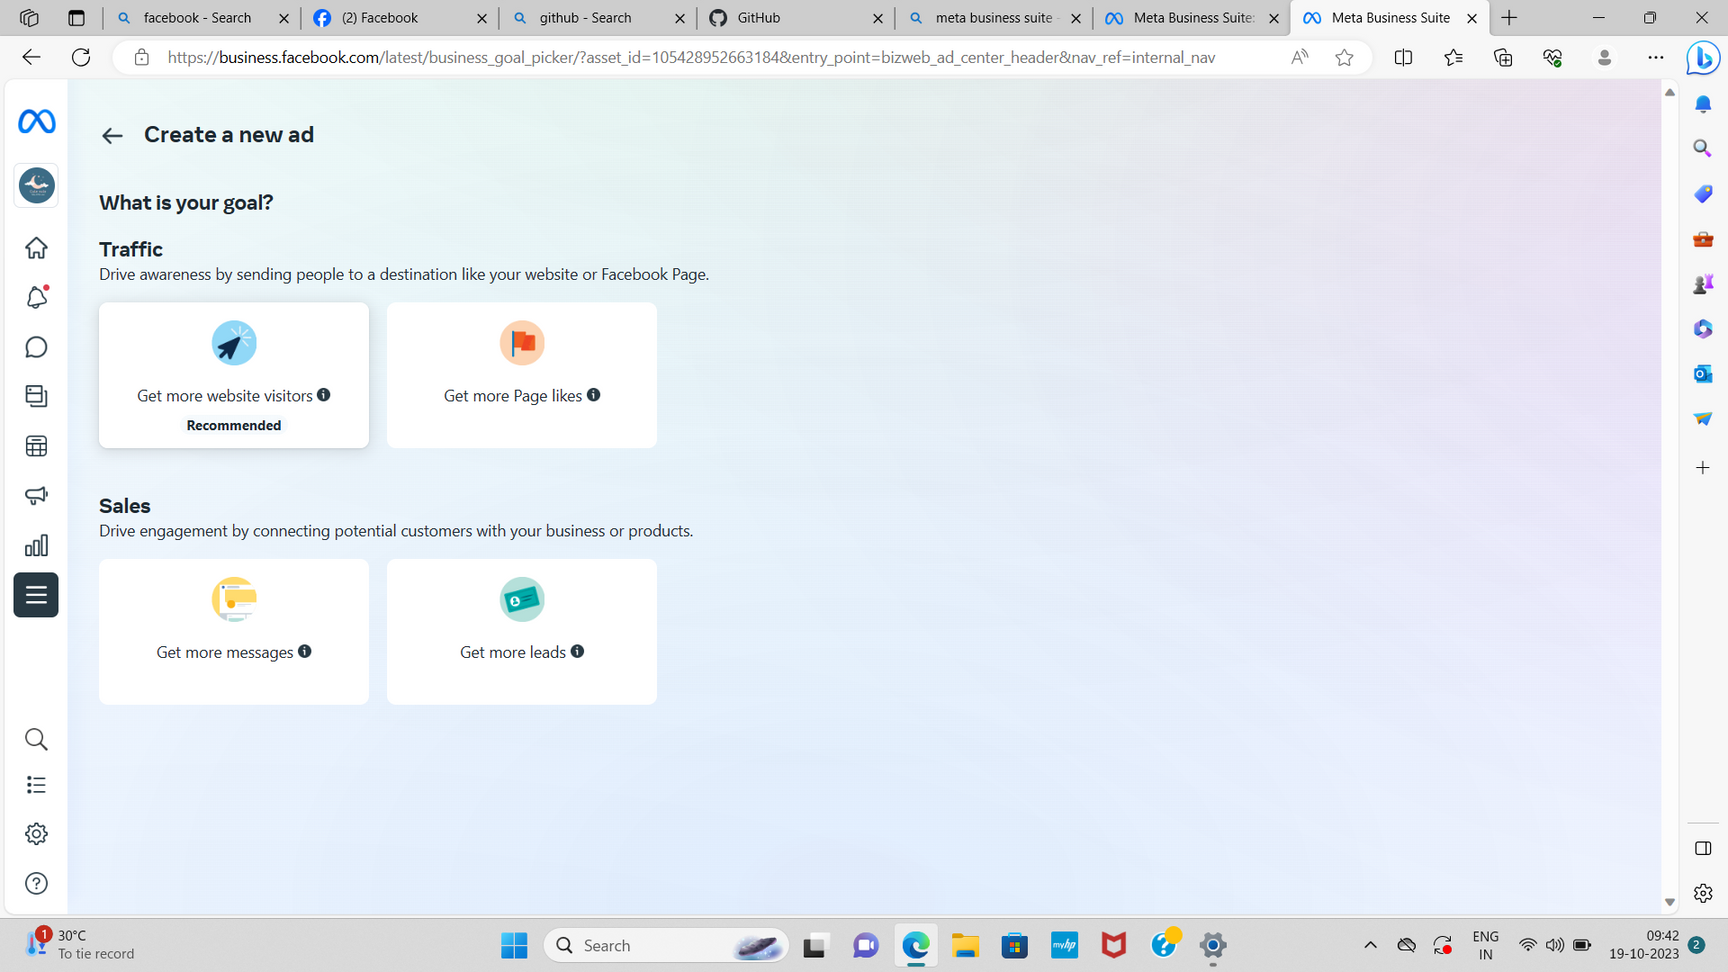 facebook - Search
(2) Facebook
github - Search
GitHub
meta business suite -
Meta Business Suite:
Meta Business Suite
https://business.facebook.com/latest/business_goal_picker/?asset_id=105428952663184&entry_point=bizweb_ad_center_header&nav_ref=internal_nav
Create a new ad
What is your goal?
Traffic
Drive awareness by sending people to a destination like your website or Facebook Page.
Get more website visitors
Recommended
Get more Page likes
Sales
Drive engagement by connecting potential customers with your business or products.
Get more messages
Get more leads
1
30°C
To tie record
Search
myhp
ENG
IN
09:42
19-10-2023
2